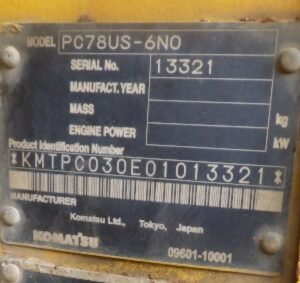 MODEL PC78US-6N0
SERIAL No. 13321
MANUFACT. YEAR
MASS kg
ENGINE POWER kW
Product Identification Number
*KMTPC030E01013321*
MANUFACTURER
Komatsu Ltd., Tokyo, Japan
KOMATSU
09601-10001